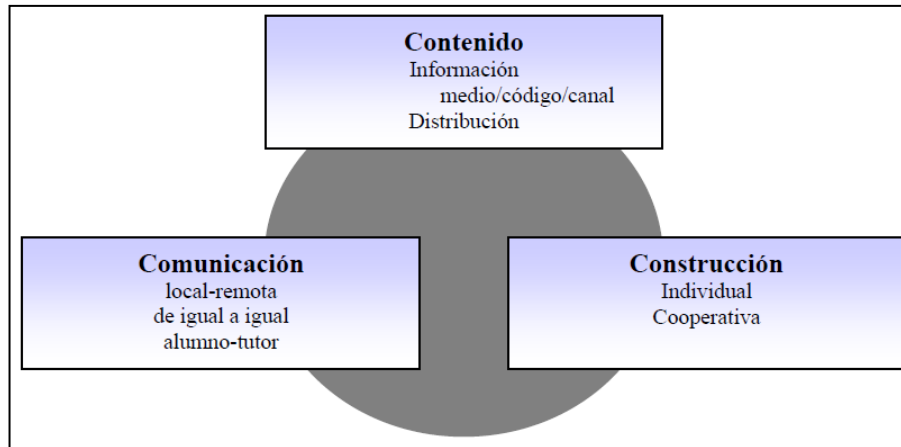 Contenido
Información
medio/código/canal
Distribución
Comunicación
local-remota
de igual a igual
alumno-tutor
Construcción
Individual
Cooperativa